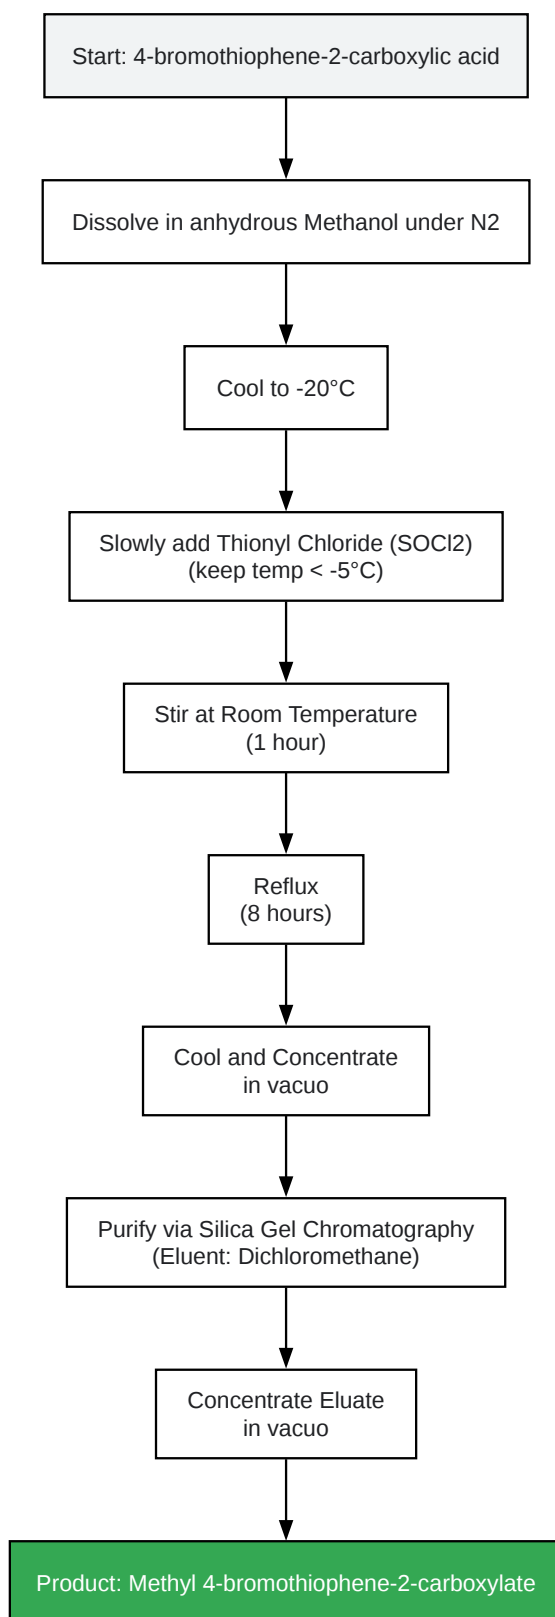 Start: 4-bromothiophene-2-carboxylic acid
Dissolve in anhydrous Methanol under N2
Cool to -20°C
Slowly add Thionyl Chloride (SOCl2)
(keep temp < -5°C)
Stir at Room Temperature
(1 hour)
Reflux
(8 hours)
Cool and Concentrate
in vacuo
Purify via Silica Gel Chromatography
(Eluent: Dichloromethane)
Concentrate Eluate
in vacuo
Product: Methyl 4-bromothiophene-2-carboxylate